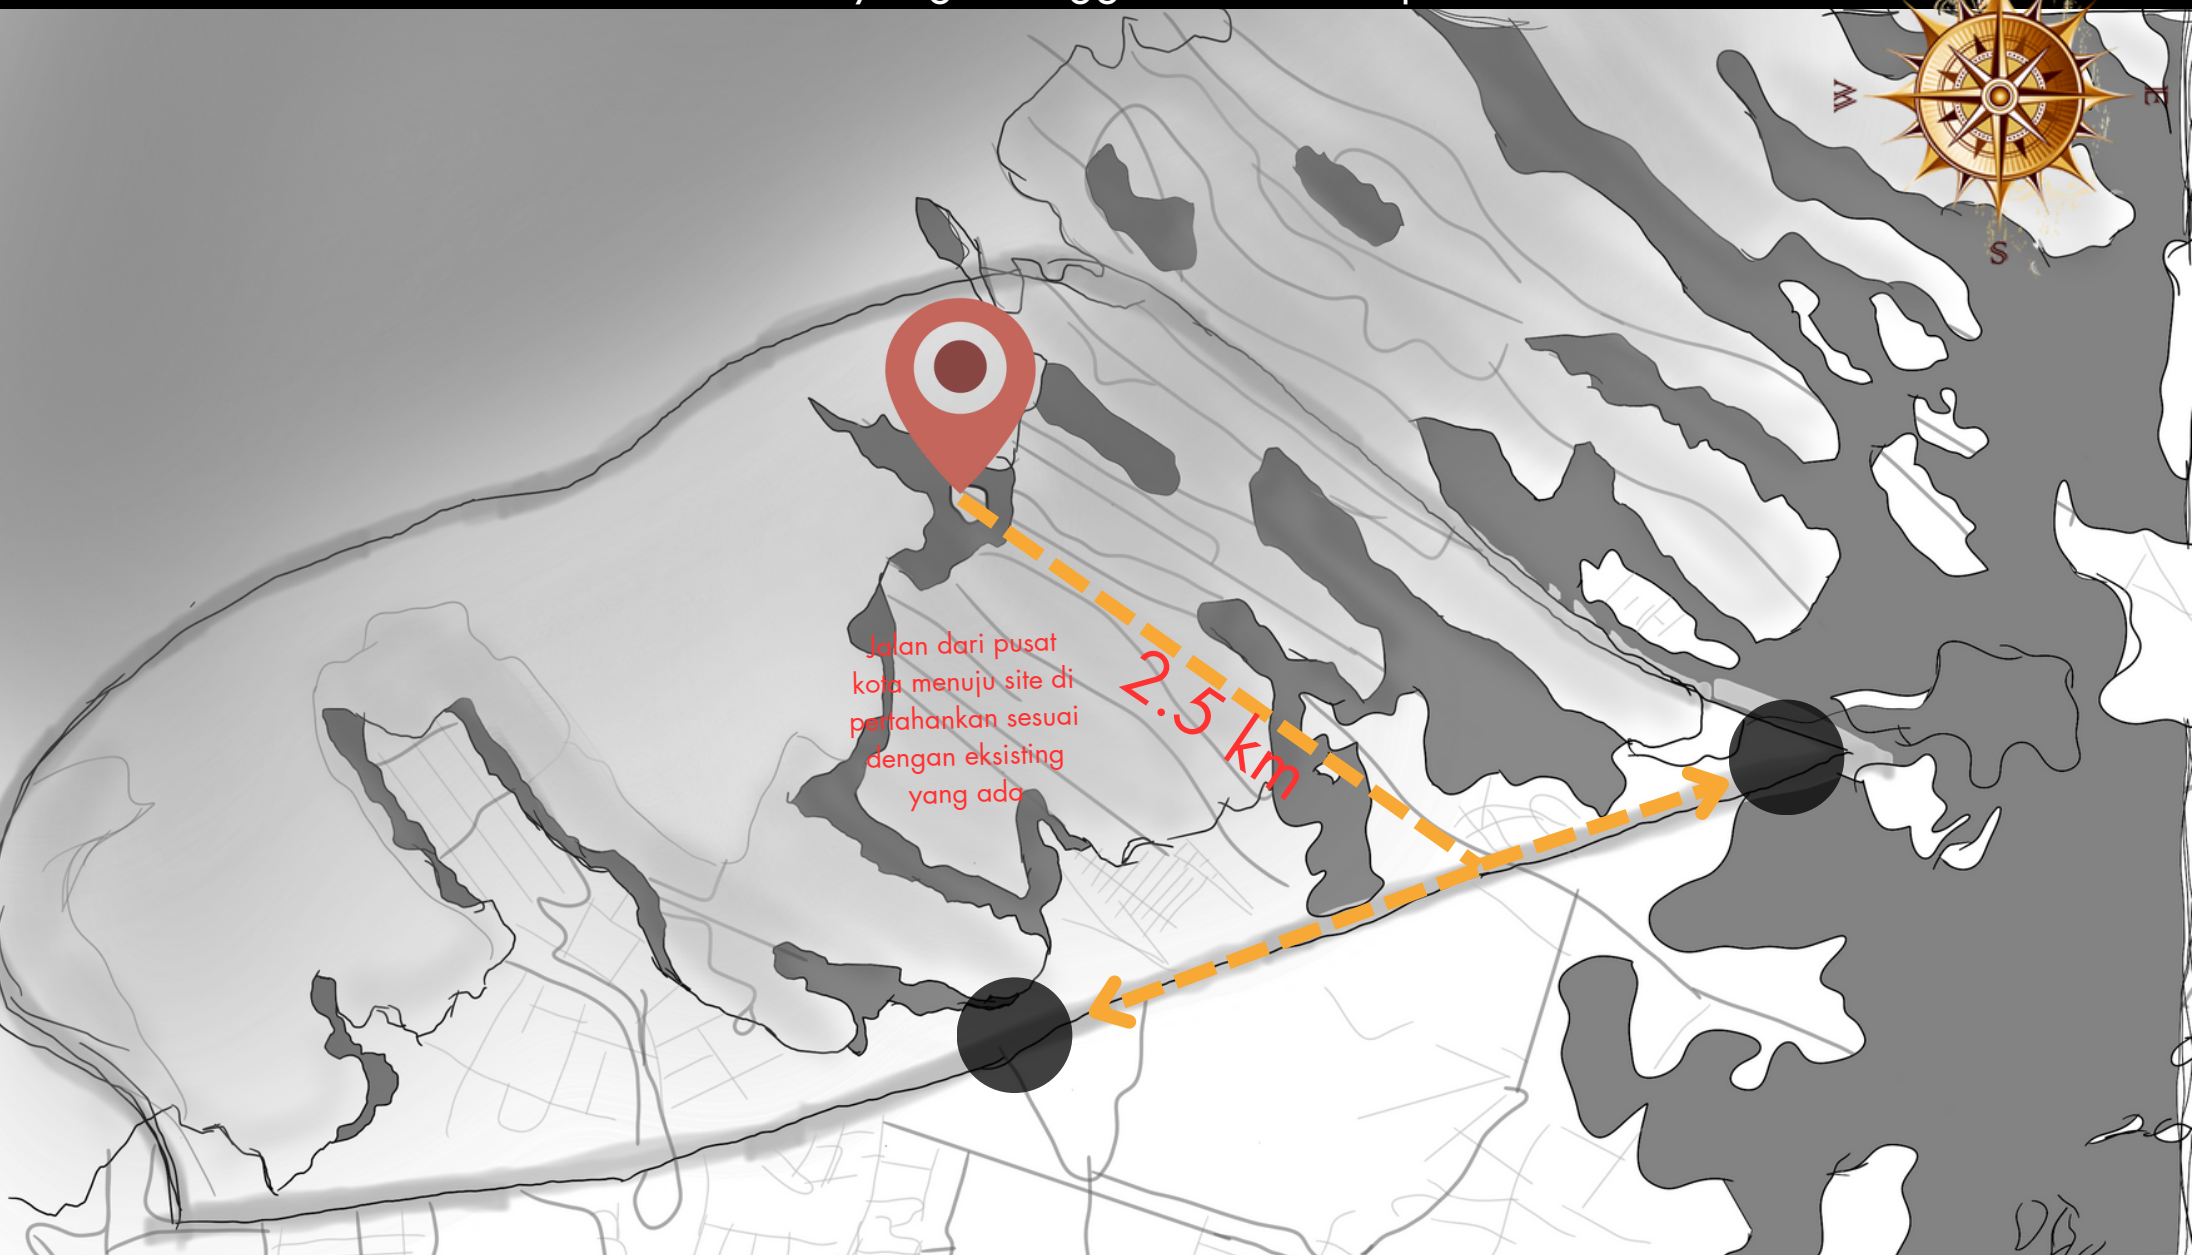 W
E
S
Jalan dari pusat
kota menuju site di
pertahankan sesuai
dengan eksisting
yang ada
2.5 km